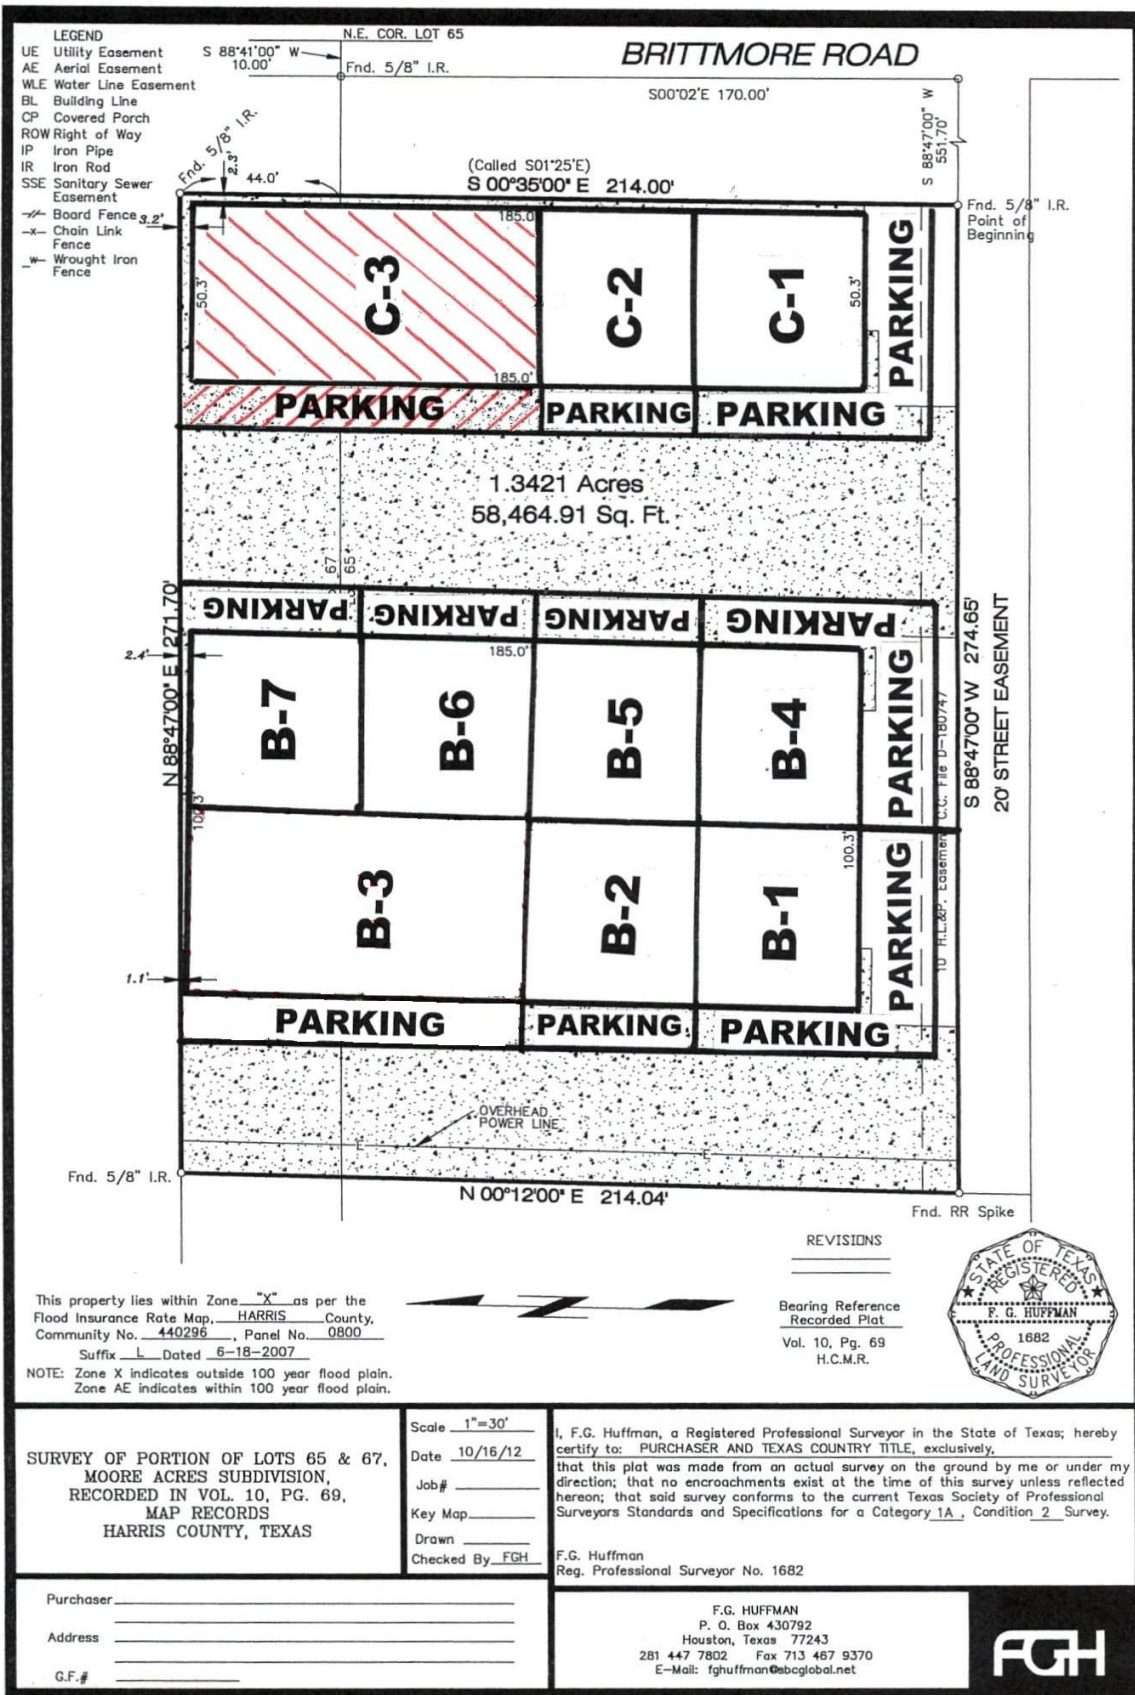 LEGEND
UE Utility Easement
AE Aerial Easement
WLE Water Line Easement
BL Building Line
CP Covered Porch
ROW Right of Way
IP Iron Pipe
IR Iron Rod
SSE Sanitary Sewer
Easement
-//- Board Fence
-x- Chain Link
Fence
_w- Wrought Iron
Fence
N.E. COR. LOT 65
S 88°41'00" W
10.00'
Fnd. 5/8" I.R.
BRITTMORE ROAD
S00°02'E 170.00'
S 88°47'00" W
551.70'
Fnd. 5/8" I.R.
2.3'
44.0'
(Called S01°25'E)
S 00°35'00" E 214.00'
Fnd. 5/8" I.R.
Point of
Beginning
3.2'
185.0'
50.3'
C-3
C-2
C-1
50.3'
PARKING
185.0'
PARKING
PARKING
PARKING
1.3421 Acres
58,464.91 Sq. Ft.
67
65
N 88°47'00" E 271.70'
S 88°47'00" W 274.65'
20' STREET EASEMENT
PARKING
PARKING
PARKING
PARKING
2.4'
185.0'
B-7
B-6
B-5
B-4
PARKING
10' H.L.&P. Easement C.C. File D-180747
100.3'
100.3'
B-3
B-2
B-1
PARKING
1.1'
PARKING
PARKING
PARKING
OVERHEAD
POWER LINE
E
E
Fnd. 5/8" I.R.
N 00°12'00" E 214.04'
Fnd. RR Spike
REVISIONS
STATE OF TEXAS
REGISTERED
F. G. HUFFMAN
1682
PROFESSIONAL
LAND SURVEYOR
This property lies within Zone "X" as per the
Flood Insurance Rate Map, HARRIS County,
Community No. 440296, Panel No. 0800
Suffix L Dated 6-18-2007
NOTE: Zone X indicates outside 100 year flood plain.
Zone AE indicates within 100 year flood plain.
Bearing Reference
Recorded Plat
Vol. 10, Pg. 69
H.C.M.R.
SURVEY OF PORTION OF LOTS 65 & 67,
MOORE ACRES SUBDIVISION,
RECORDED IN VOL. 10, PG. 69,
MAP RECORDS
HARRIS COUNTY, TEXAS
Scale 1"=30'
Date 10/16/12
Job#
Key Map
Drawn
Checked By FGH
I, F.G. Huffman, a Registered Professional Surveyor in the State of Texas; hereby
certify to: PURCHASER AND TEXAS COUNTRY TITLE, exclusively,
that this plat was made from an actual survey on the ground by me or under my
direction; that no encroachments exist at the time of this survey unless reflected
hereon; that said survey conforms to the current Texas Society of Professional
Surveyors Standards and Specifications for a Category 1A , Condition 2 Survey.
F.G. Huffman
Reg. Professional Surveyor No. 1682
Purchaser
Address
G.F.#
F.G. HUFFMAN
P. O. Box 430792
Houston, Texas 77243
281 447 7802 Fax 713 467 9370
E-Mail: fghuffman@sbcglobal.net
FGH